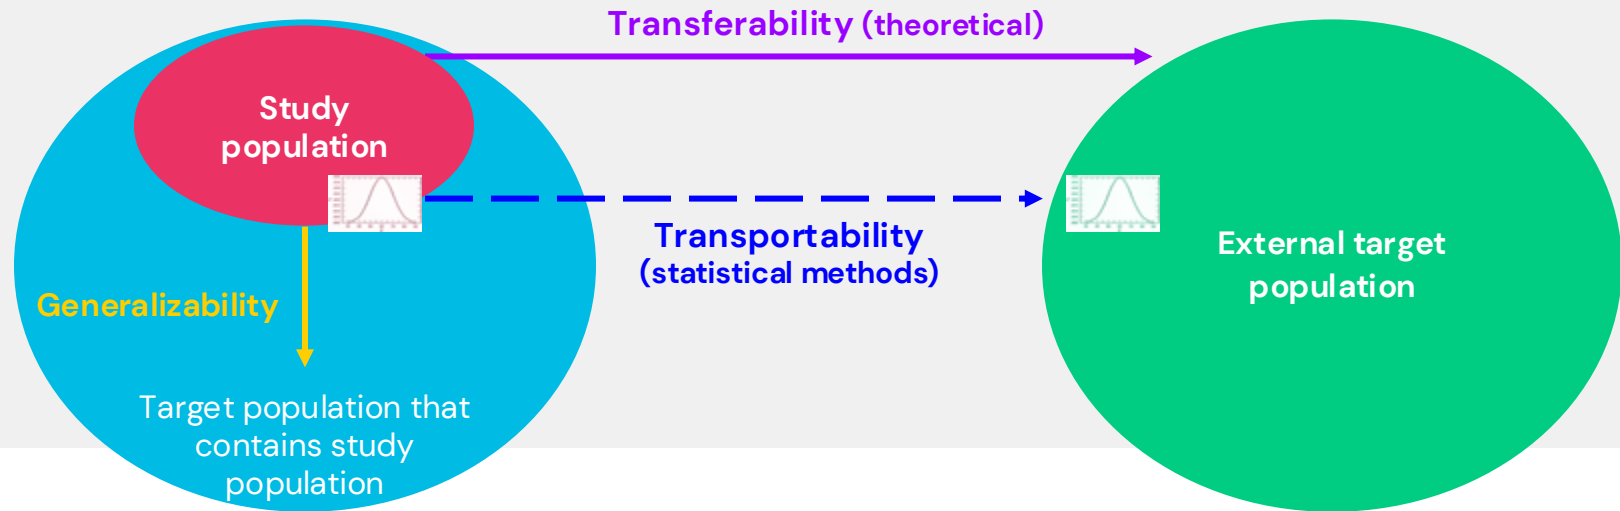 Transferability (theoretical)
Study
population
Transportability
(statistical methods)
External target
population
Generalizability
Target population that
contains study
population